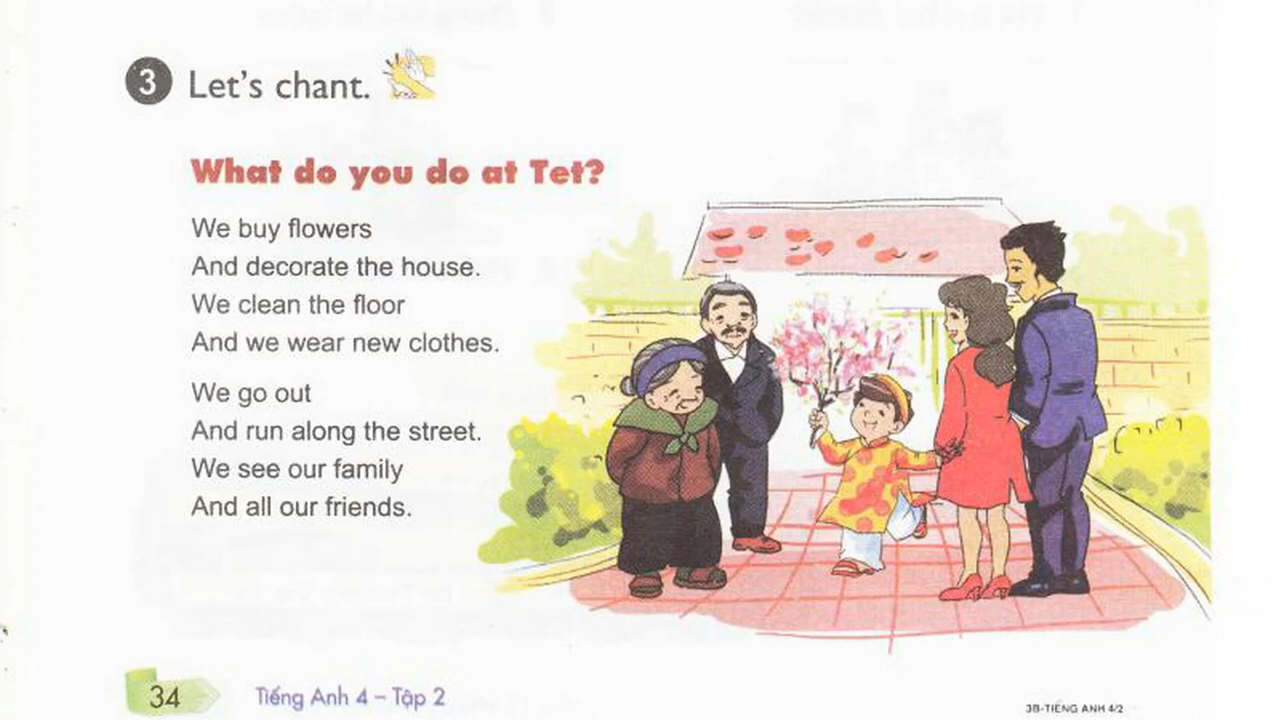 3 Let's chant.
What do you do at Tet?
We buy flowers
And decorate the house.
We clean the floor
And we wear new clothes.
We go out
And run along the street.
We see our family
And all our friends.
34 Tiếng Anh 4 – Tập 2
3B-TIẾNG ANH 4/2